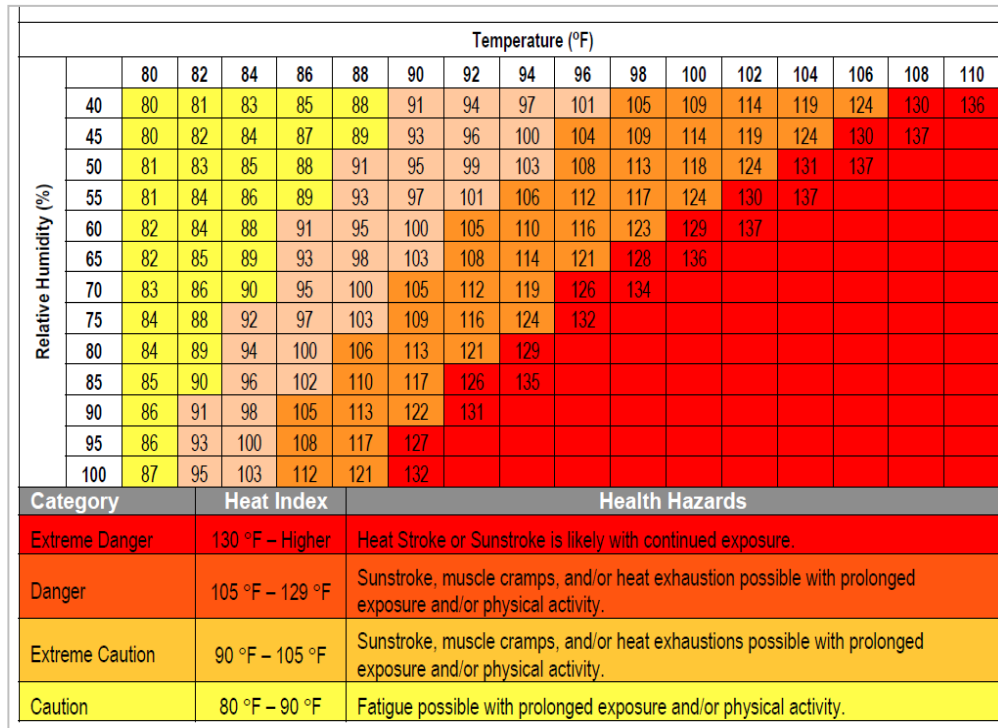 Temperature (°F)
80 82 84 86 88 90 92 94 96 98 100 102 104 106 108 110
Relative Humidity (%)
40 80 81 83 85 88 91 94 97 101 105 109 114 119 124 130 136
45 80 82 84 87 89 93 96 100 104 109 114 119 124 130 137
50 81 83 85 88 91 95 99 103 108 113 118 124 131 137
55 81 84 86 89 93 97 101 106 112 117 124 130 137
60 82 84 88 91 95 100 105 110 116 123 129 137
65 82 85 89 93 98 103 108 114 121 128 136
70 83 86 90 95 100 105 112 119 126 134
75 84 88 92 97 103 109 116 124 132
80 84 89 94 100 106 113 121 129
85 85 90 96 102 110 117 126 135
90 86 91 98 105 113 122 131
95 86 93 100 108 117 127
100 87 95 103 112 121 132
Category Heat Index Health Hazards
Extreme Danger 130 °F – Higher Heat Stroke or Sunstroke is likely with continued exposure.
Danger 105 °F – 129 °F Sunstroke, muscle cramps, and/or heat exhaustion possible with prolonged
exposure and/or physical activity.
Extreme Caution 90 °F – 105 °F Sunstroke, muscle cramps, and/or heat exhaustions possible with prolonged
exposure and/or physical activity.
Caution 80 °F – 90 °F Fatigue possible with prolonged exposure and/or physical activity.